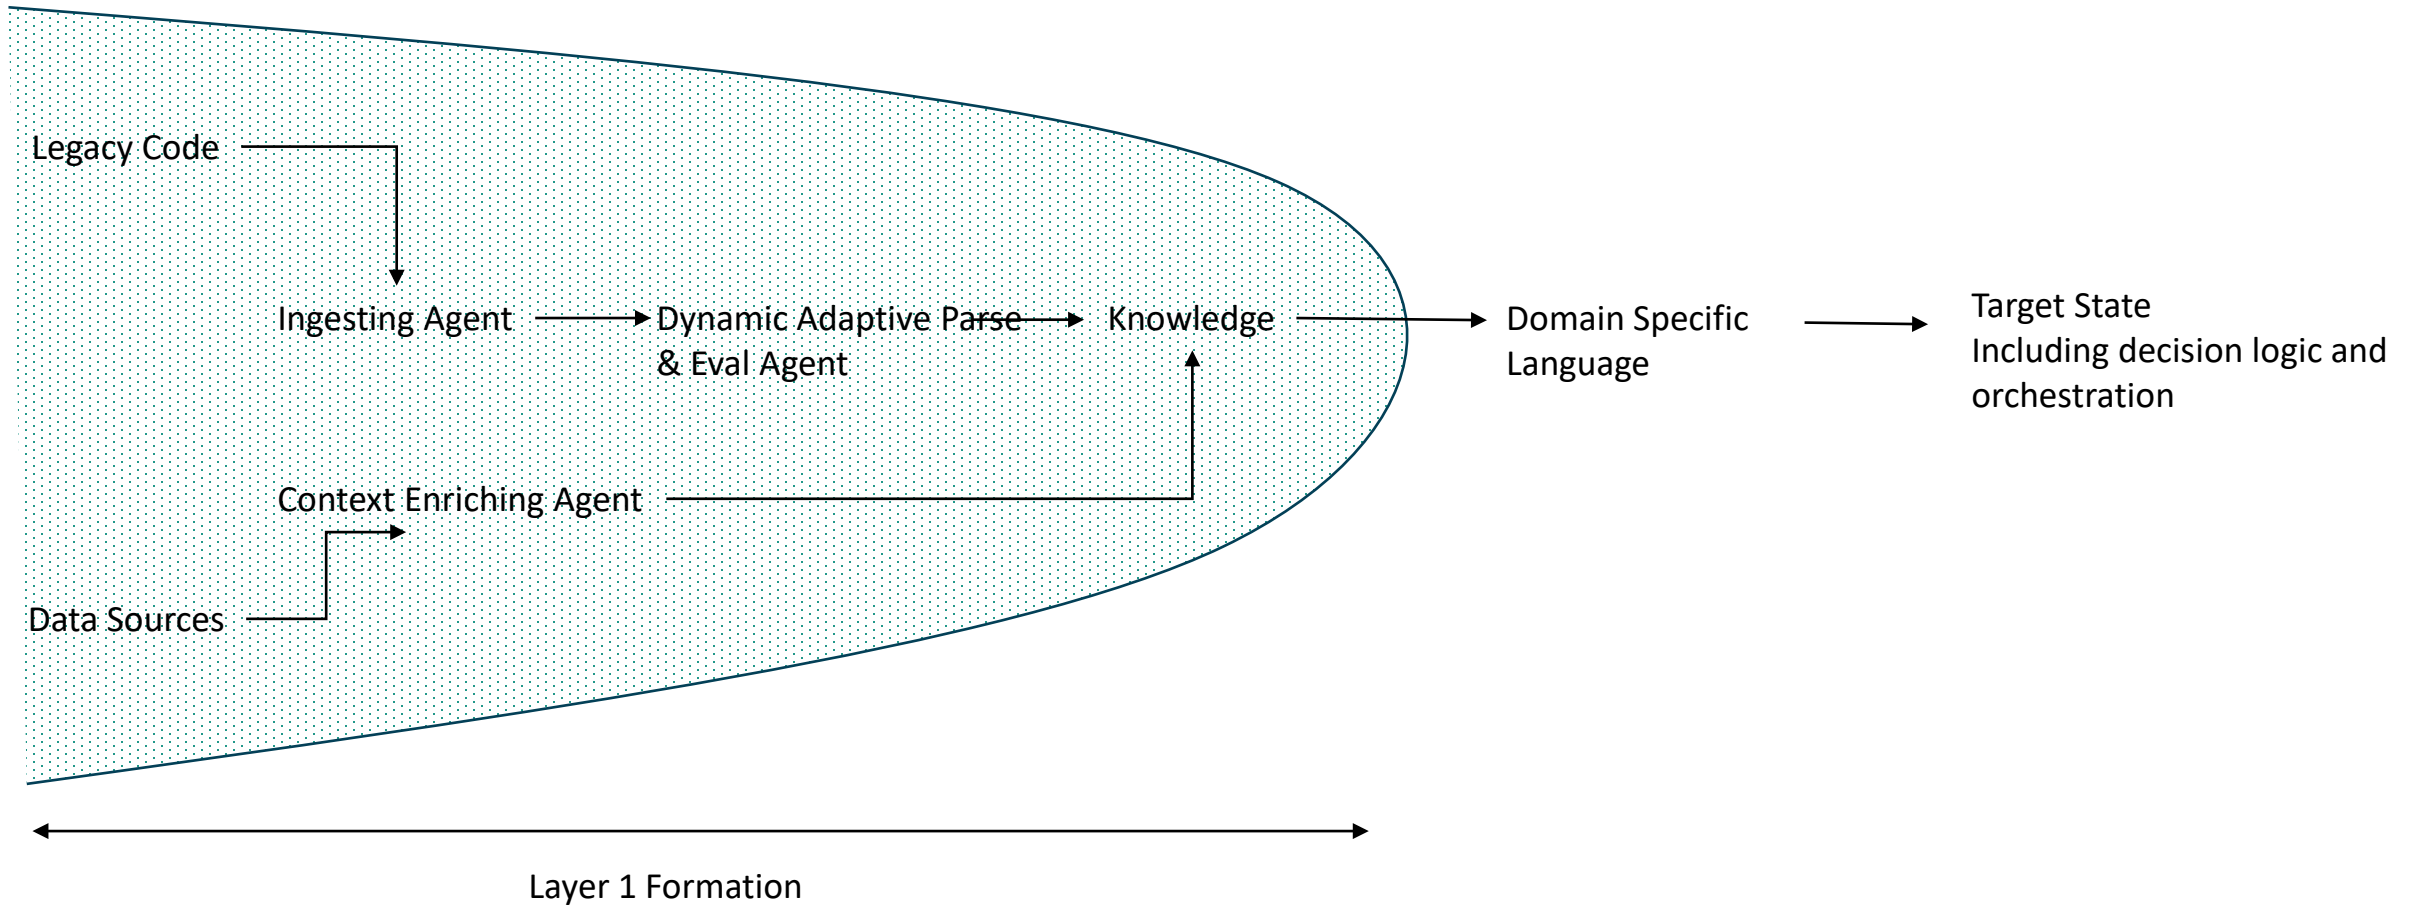 Legacy Code
Ingesting Agent
Dynamic Adaptive Parse
& Eval Agent
Knowledge
Domain Specific
Language
Target State
Including decision logic and
orchestration
Context Enriching Agent
Data Sources
Layer 1 Formation